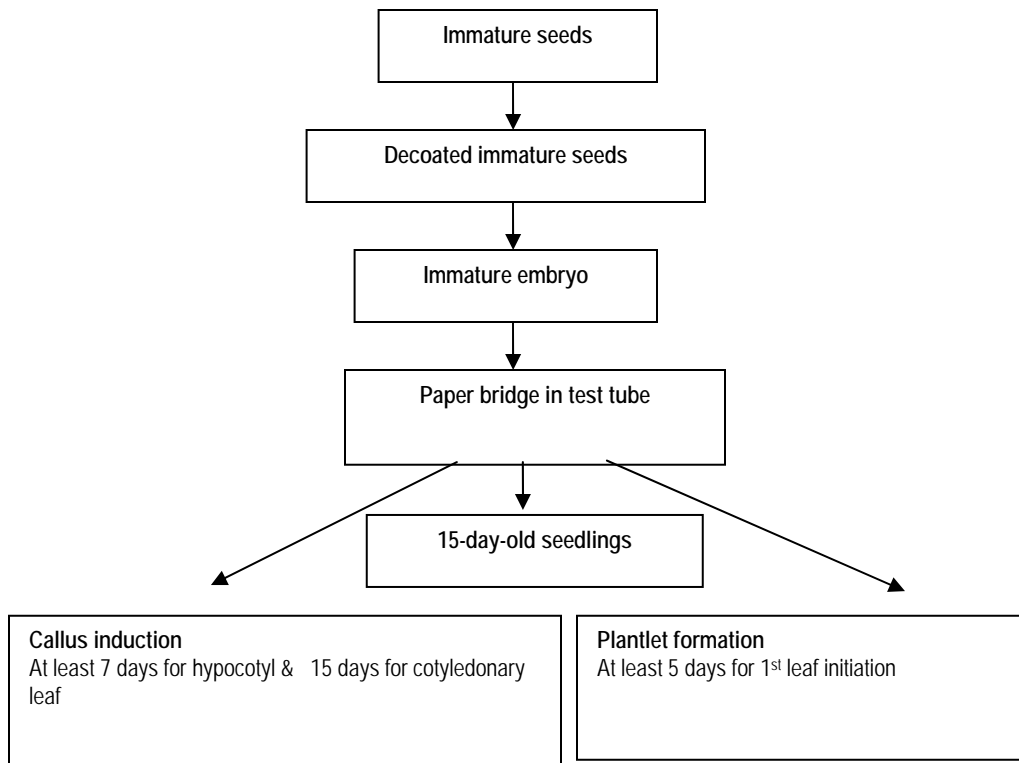 Immature seeds
Decoated immature seeds
Immature embryo
Paper bridge in test tube
15-day-old seedlings
Callus induction
At least 7 days for hypocotyl & 15 days for cotyledonary
leaf
Plantlet formation
At least 5 days for 1st leaf initiation